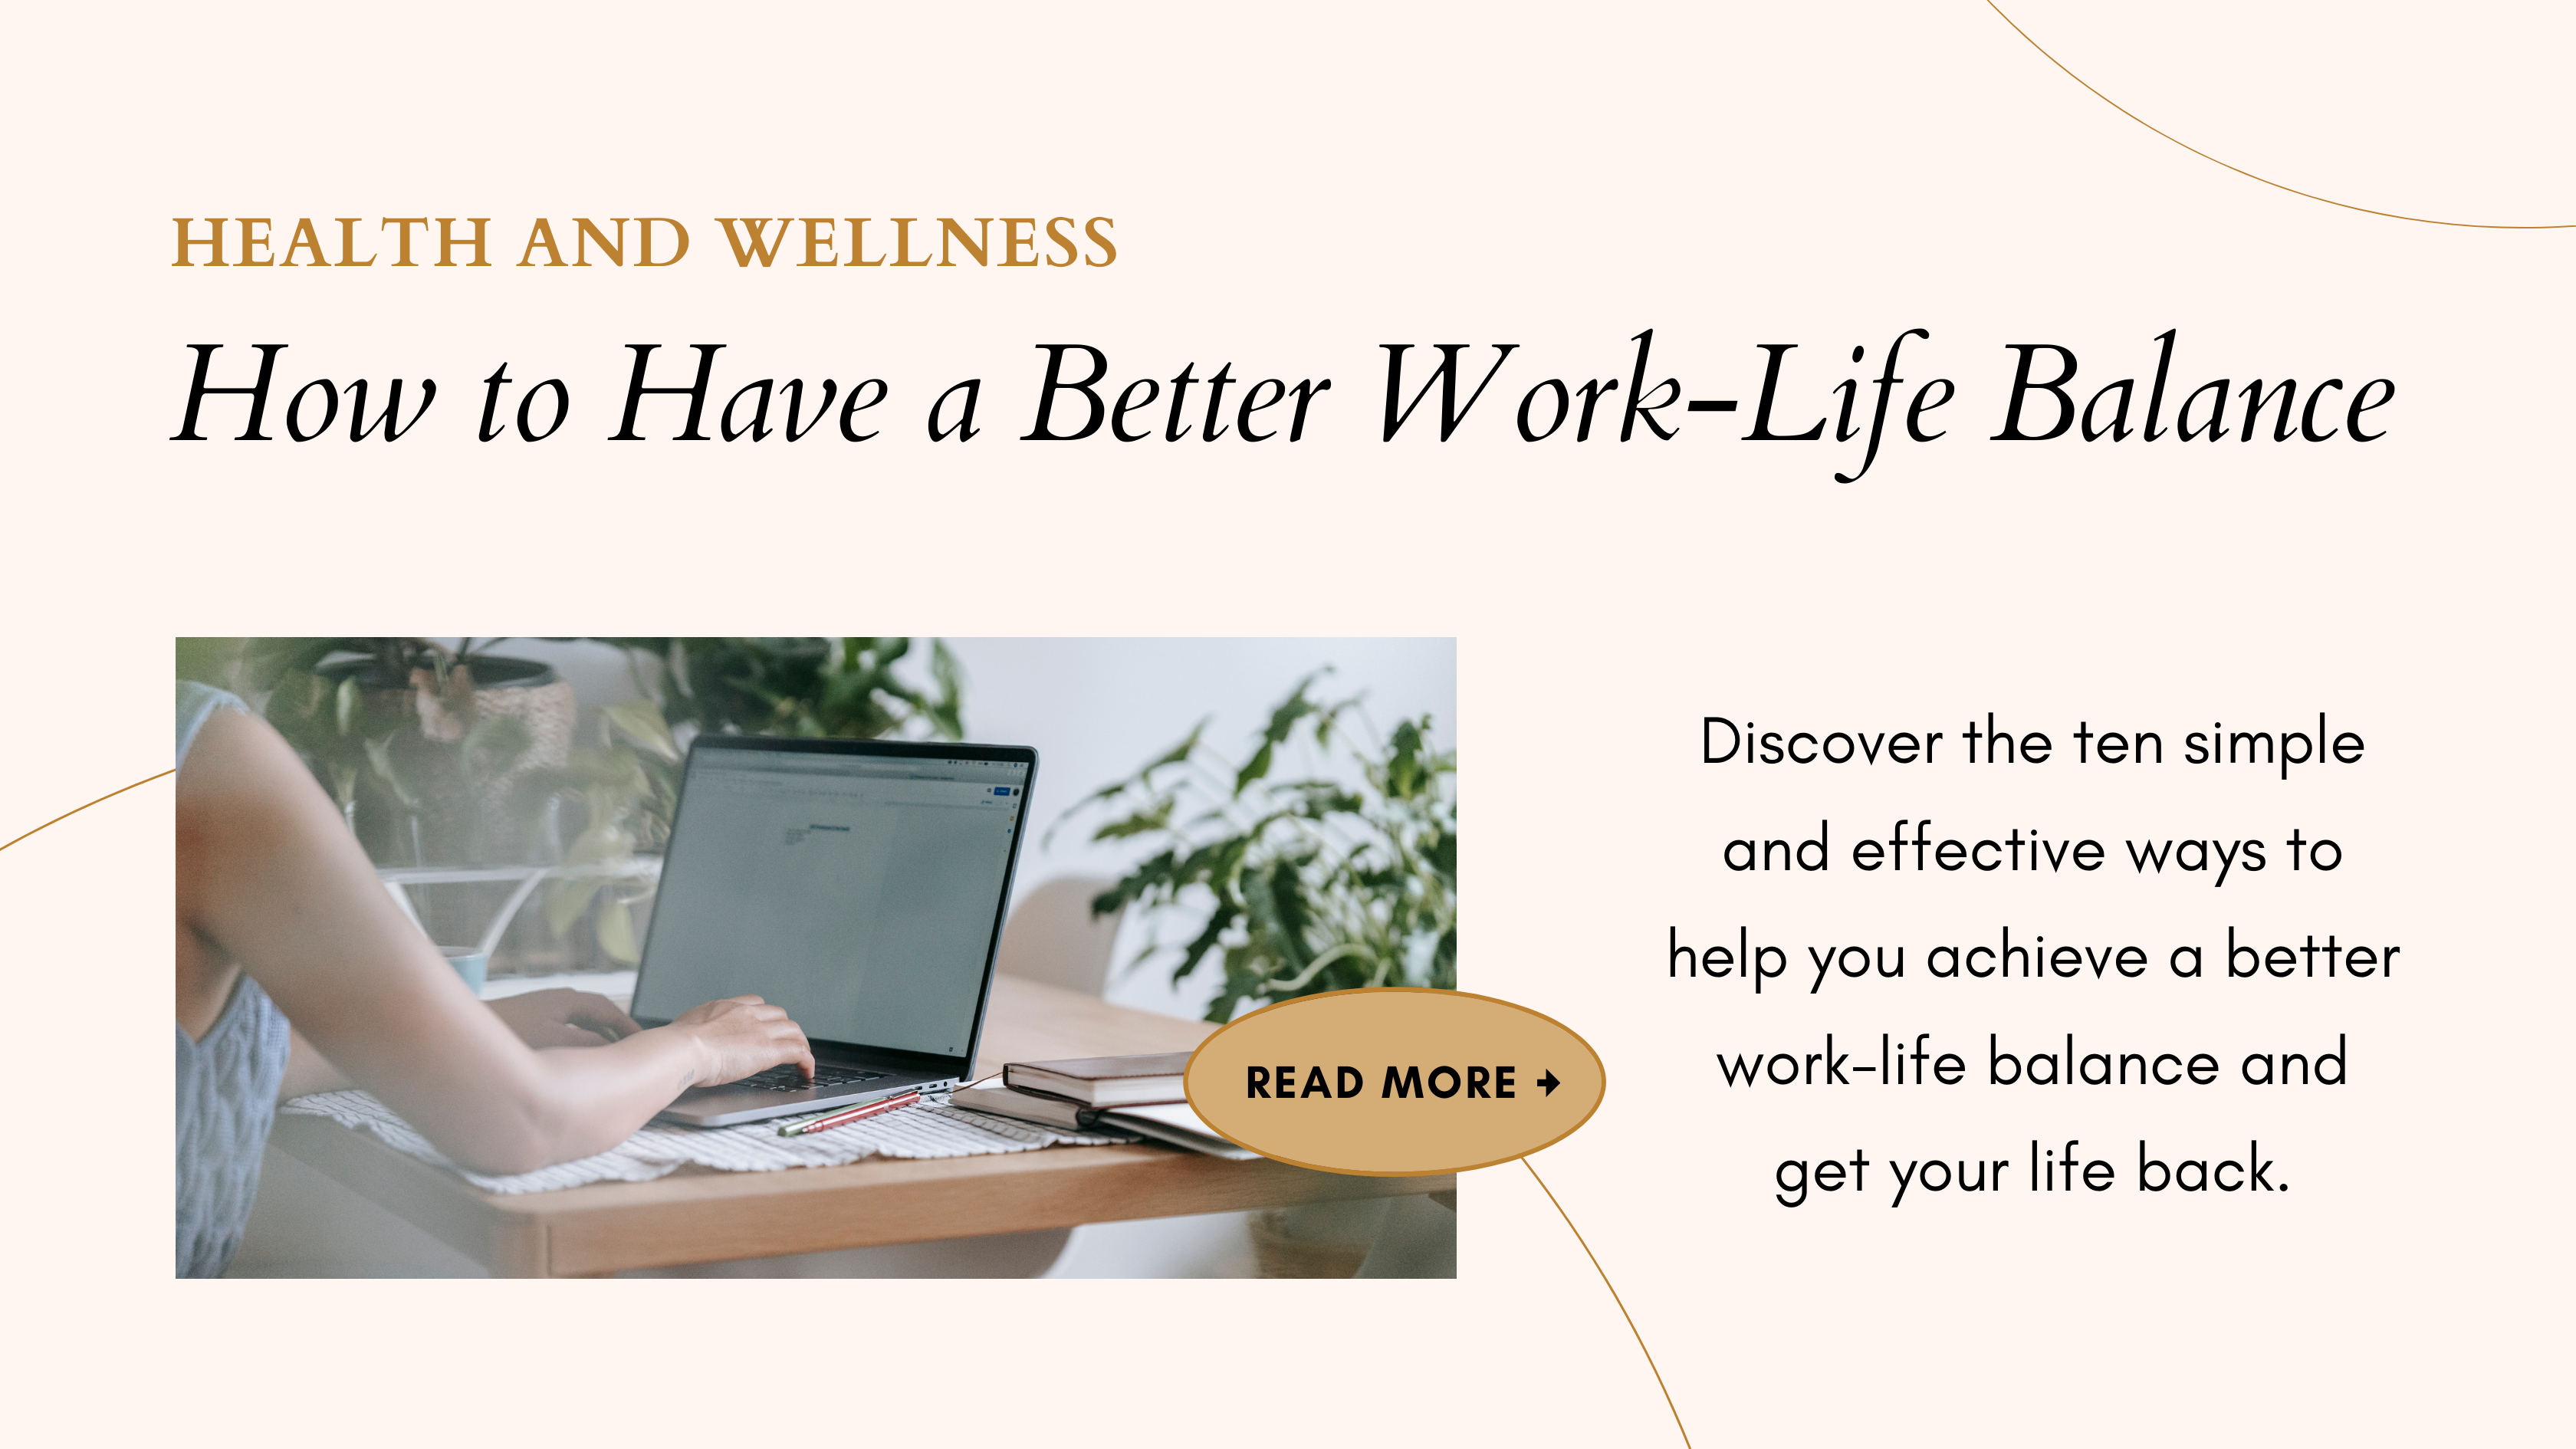 HEALTH AND WELLNESS
How to Have a Better Work-Life Balance
Discover the ten simple
and effective ways to
help you achieve a better
work-life balance and
get your life back.
READ MORE →